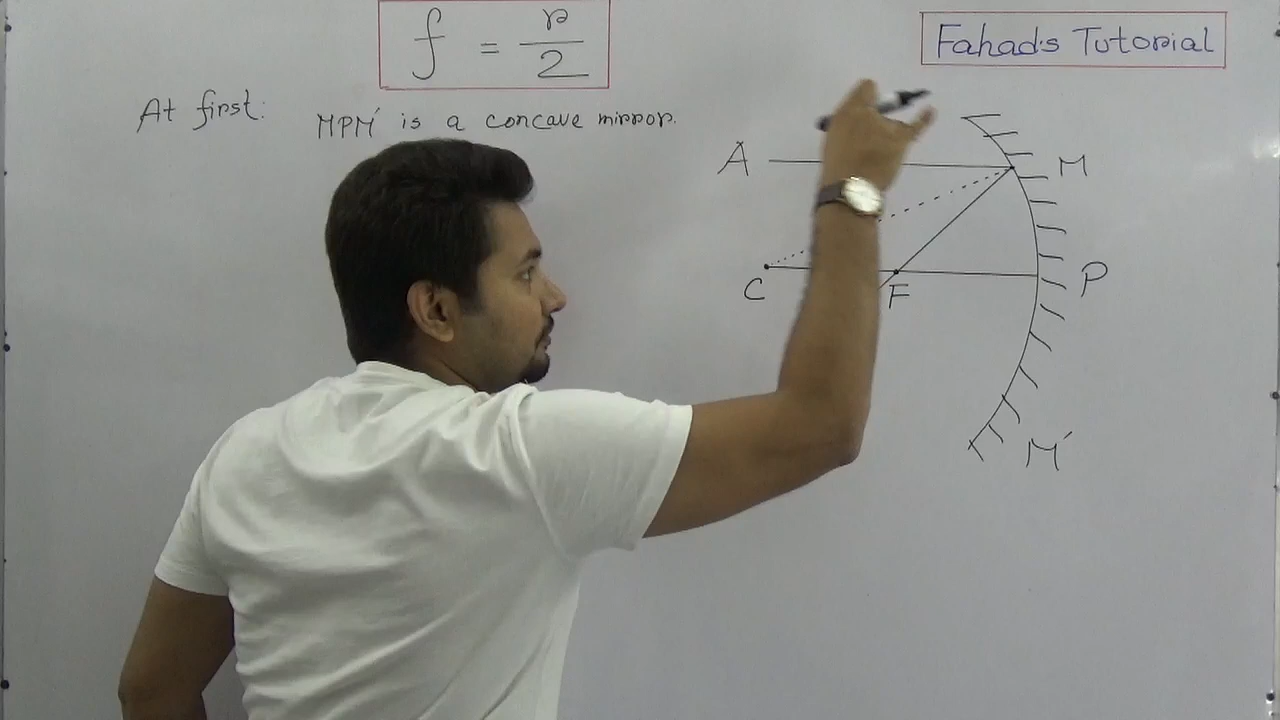 f = r/2
Fahad's Tutorial
At first: MPM′ is a concave mirror.
A
M
C
F
P
M′